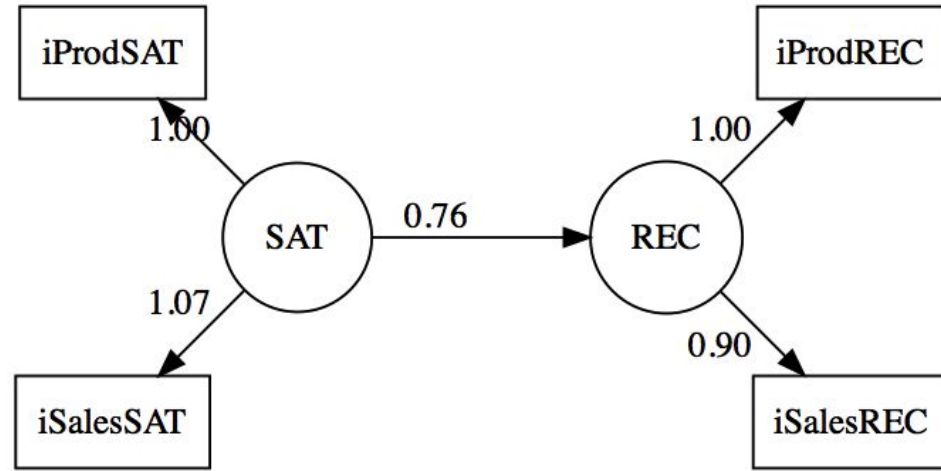 iProdSAT
iProdREC
1.00
1.00
SAT
0.76
REC
1.07
0.90
iSalesSAT
iSalesREC